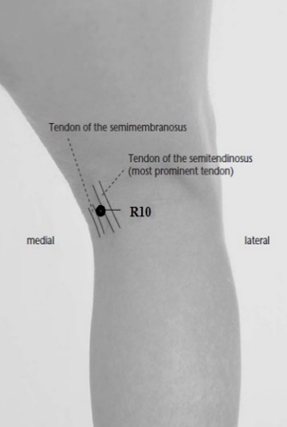 Tendon of the semimembranosus
Tendon of the semitendinosus
(most prominent tendon)
R10
medial
lateral